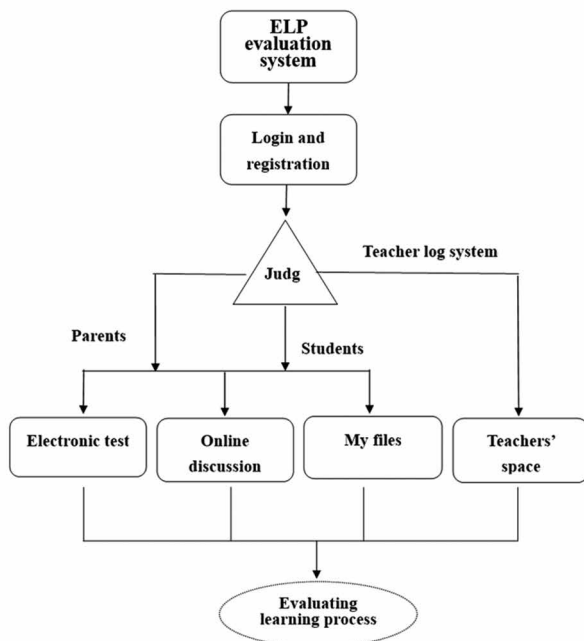 ELP
evaluation
system
Login and
registration
Judg
Teacher log system
Parents
Students
Electronic test
Online
discussion
My files
Teachers'
space
Evaluating
learning process